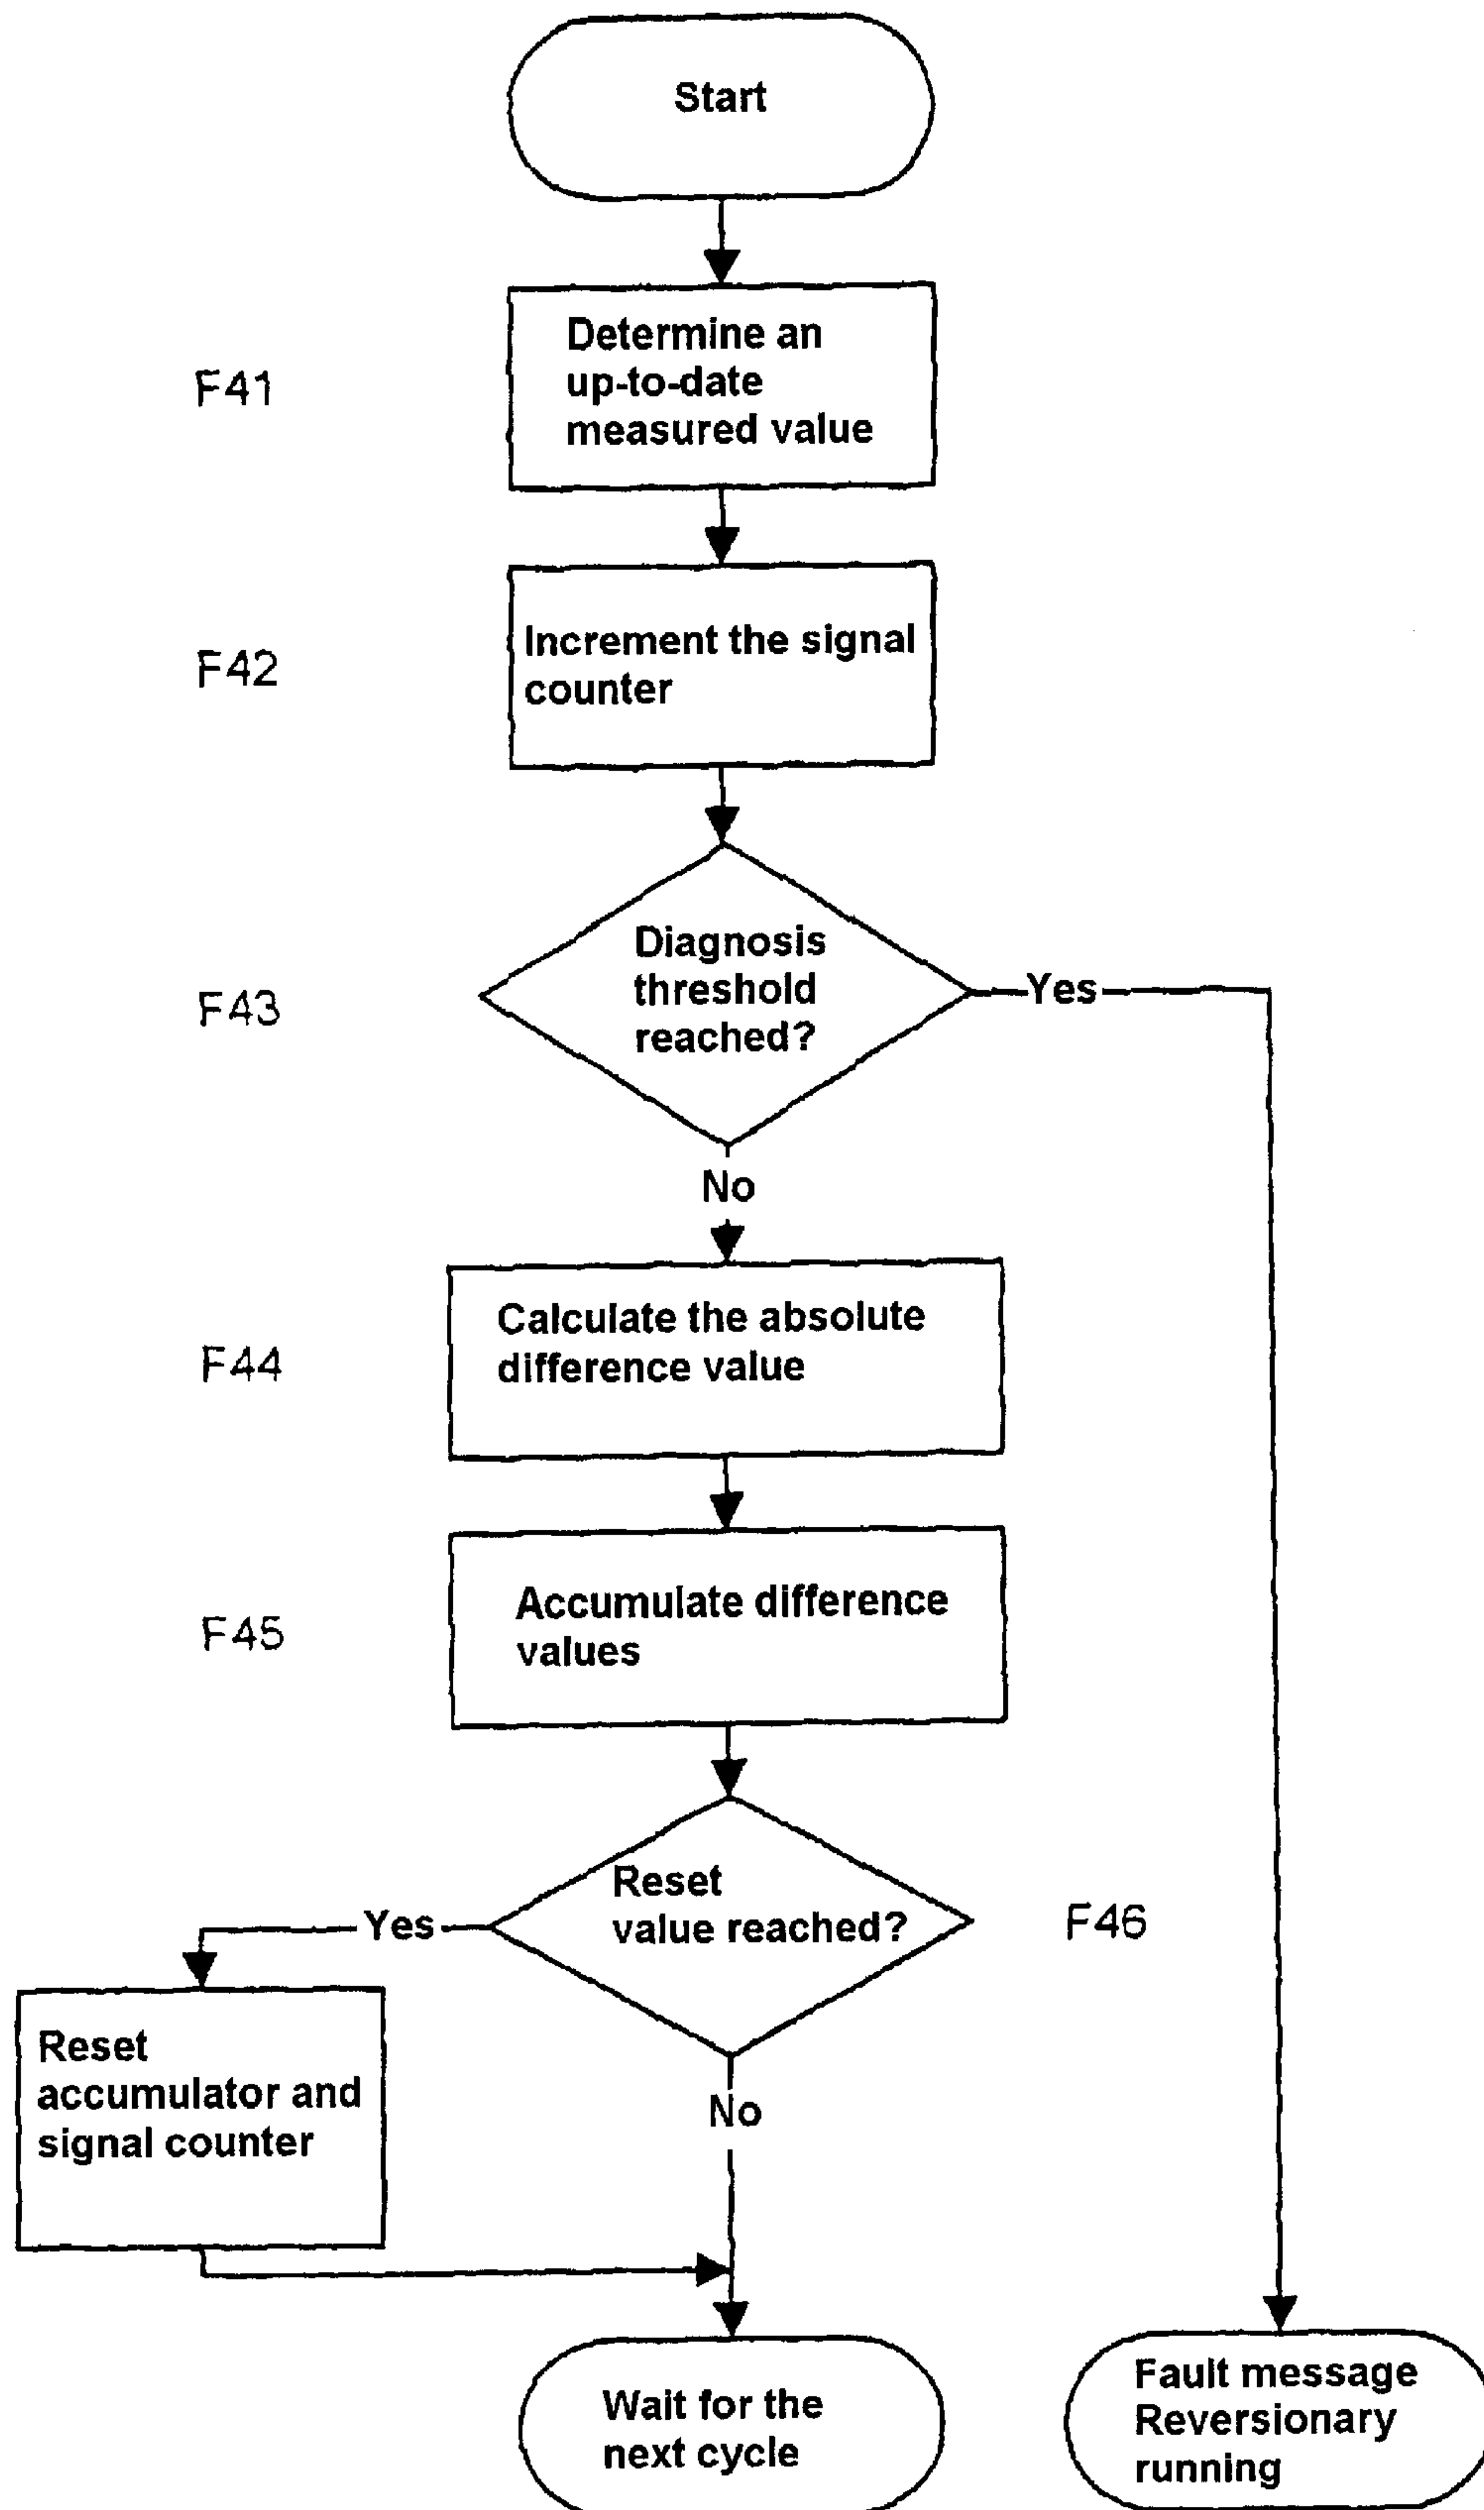 Start
F41
Determine an
up-to-date
measured value
F42
Increment the signal
counter
F43
Diagnosis
threshold
reached?
Yes
No
F44
Calculate the absolute
difference value
F45
Accumulate difference
values
Reset
value reached?
F46
Yes
Reset
accumulator and
signal counter
No
Wait for the
next cycle
Fault message
Reversionary
running